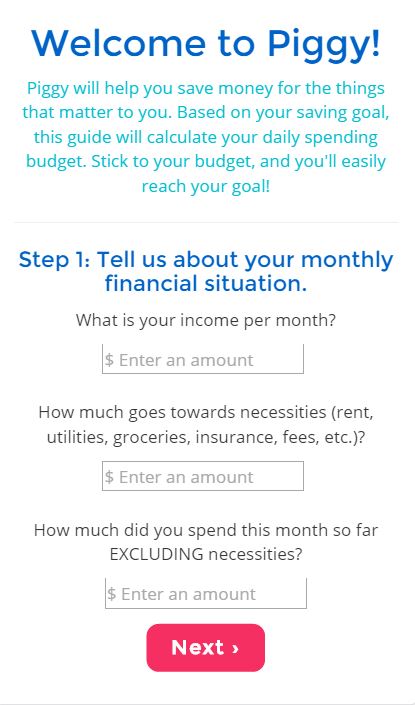 Welcome to Piggy!
Piggy will help you save money for the things
that matter to you. Based on your saving goal,
this guide will calculate your daily spending
budget. Stick to your budget, and you'll easily
reach your goal!
Step 1: Tell us about your monthly
financial situation.
What is your income per month?
$ Enter an amount
How much goes towards necessities (rent,
utilities, groceries, insurance, fees, etc.)?
$ Enter an amount
How much did you spend this month so far
EXCLUDING necessities?
$ Enter an amount
Next ›